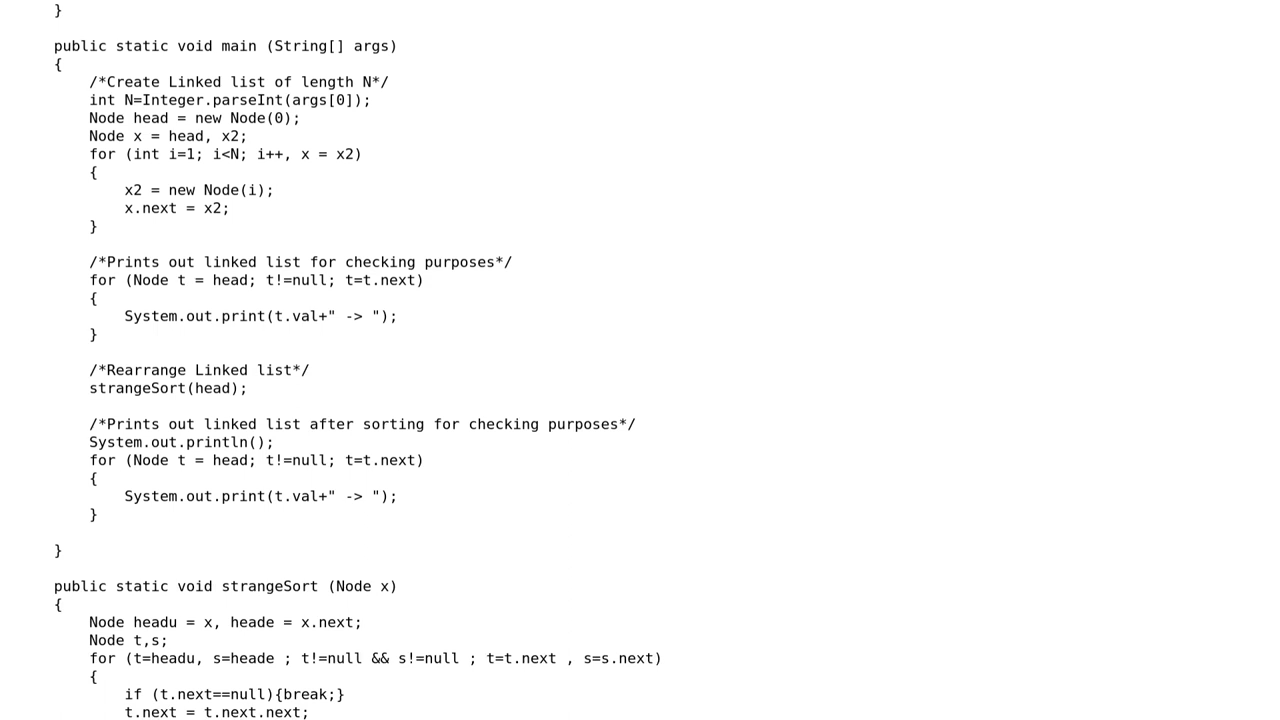 }
public static void main (String[] args)
{
/*Create Linked list of length N*/
int N=Integer.parseInt(args[0]);
Node head = new Node(0);
Node x = head, x2;
for (int i=1; i<N; i++, x = x2)
{
x2 = new Node(i);
x.next = x2;
}
/*Prints out linked list for checking purposes*/
for (Node t = head; t!=null; t=t.next)
{
System.out.print(t.val+" -> ");
}
/*Rearrange Linked list*/
strangeSort(head);
/*Prints out linked list after sorting for checking purposes*/
System.out.println();
for (Node t = head; t!=null; t=t.next)
{
System.out.print(t.val+" -> ");
}
}
public static void strangeSort (Node x)
{
Node headu = x, heade = x.next;
Node t,s;
for (t=headu, s=heade ; t!=null && s!=null ; t=t.next , s=s.next)
{
if (t.next==null){break;}
t.next = t.next.next;